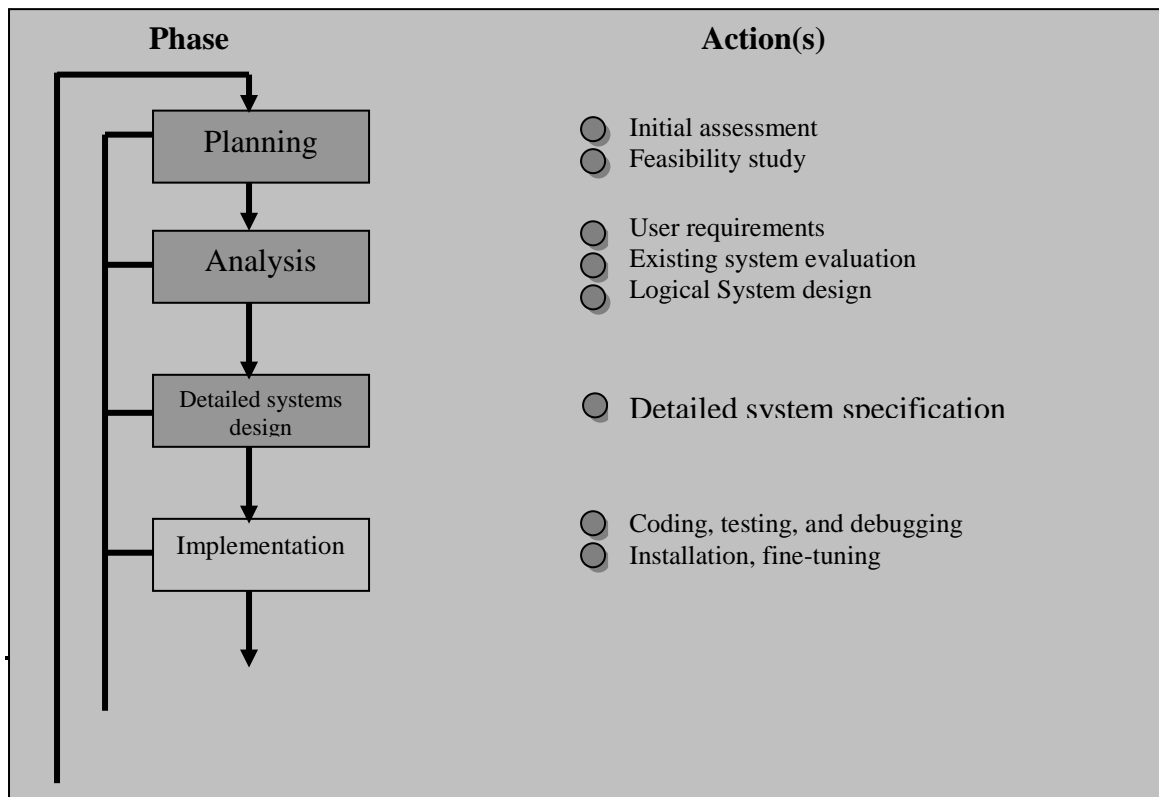 Phase
Action(s)
Planning
Initial assessment
Feasibility study
Analysis
User requirements
Existing system evaluation
Logical System design
Detailed systems
design
Detailed system specification
Implementation
Coding, testing, and debugging
Installation, fine-tuning